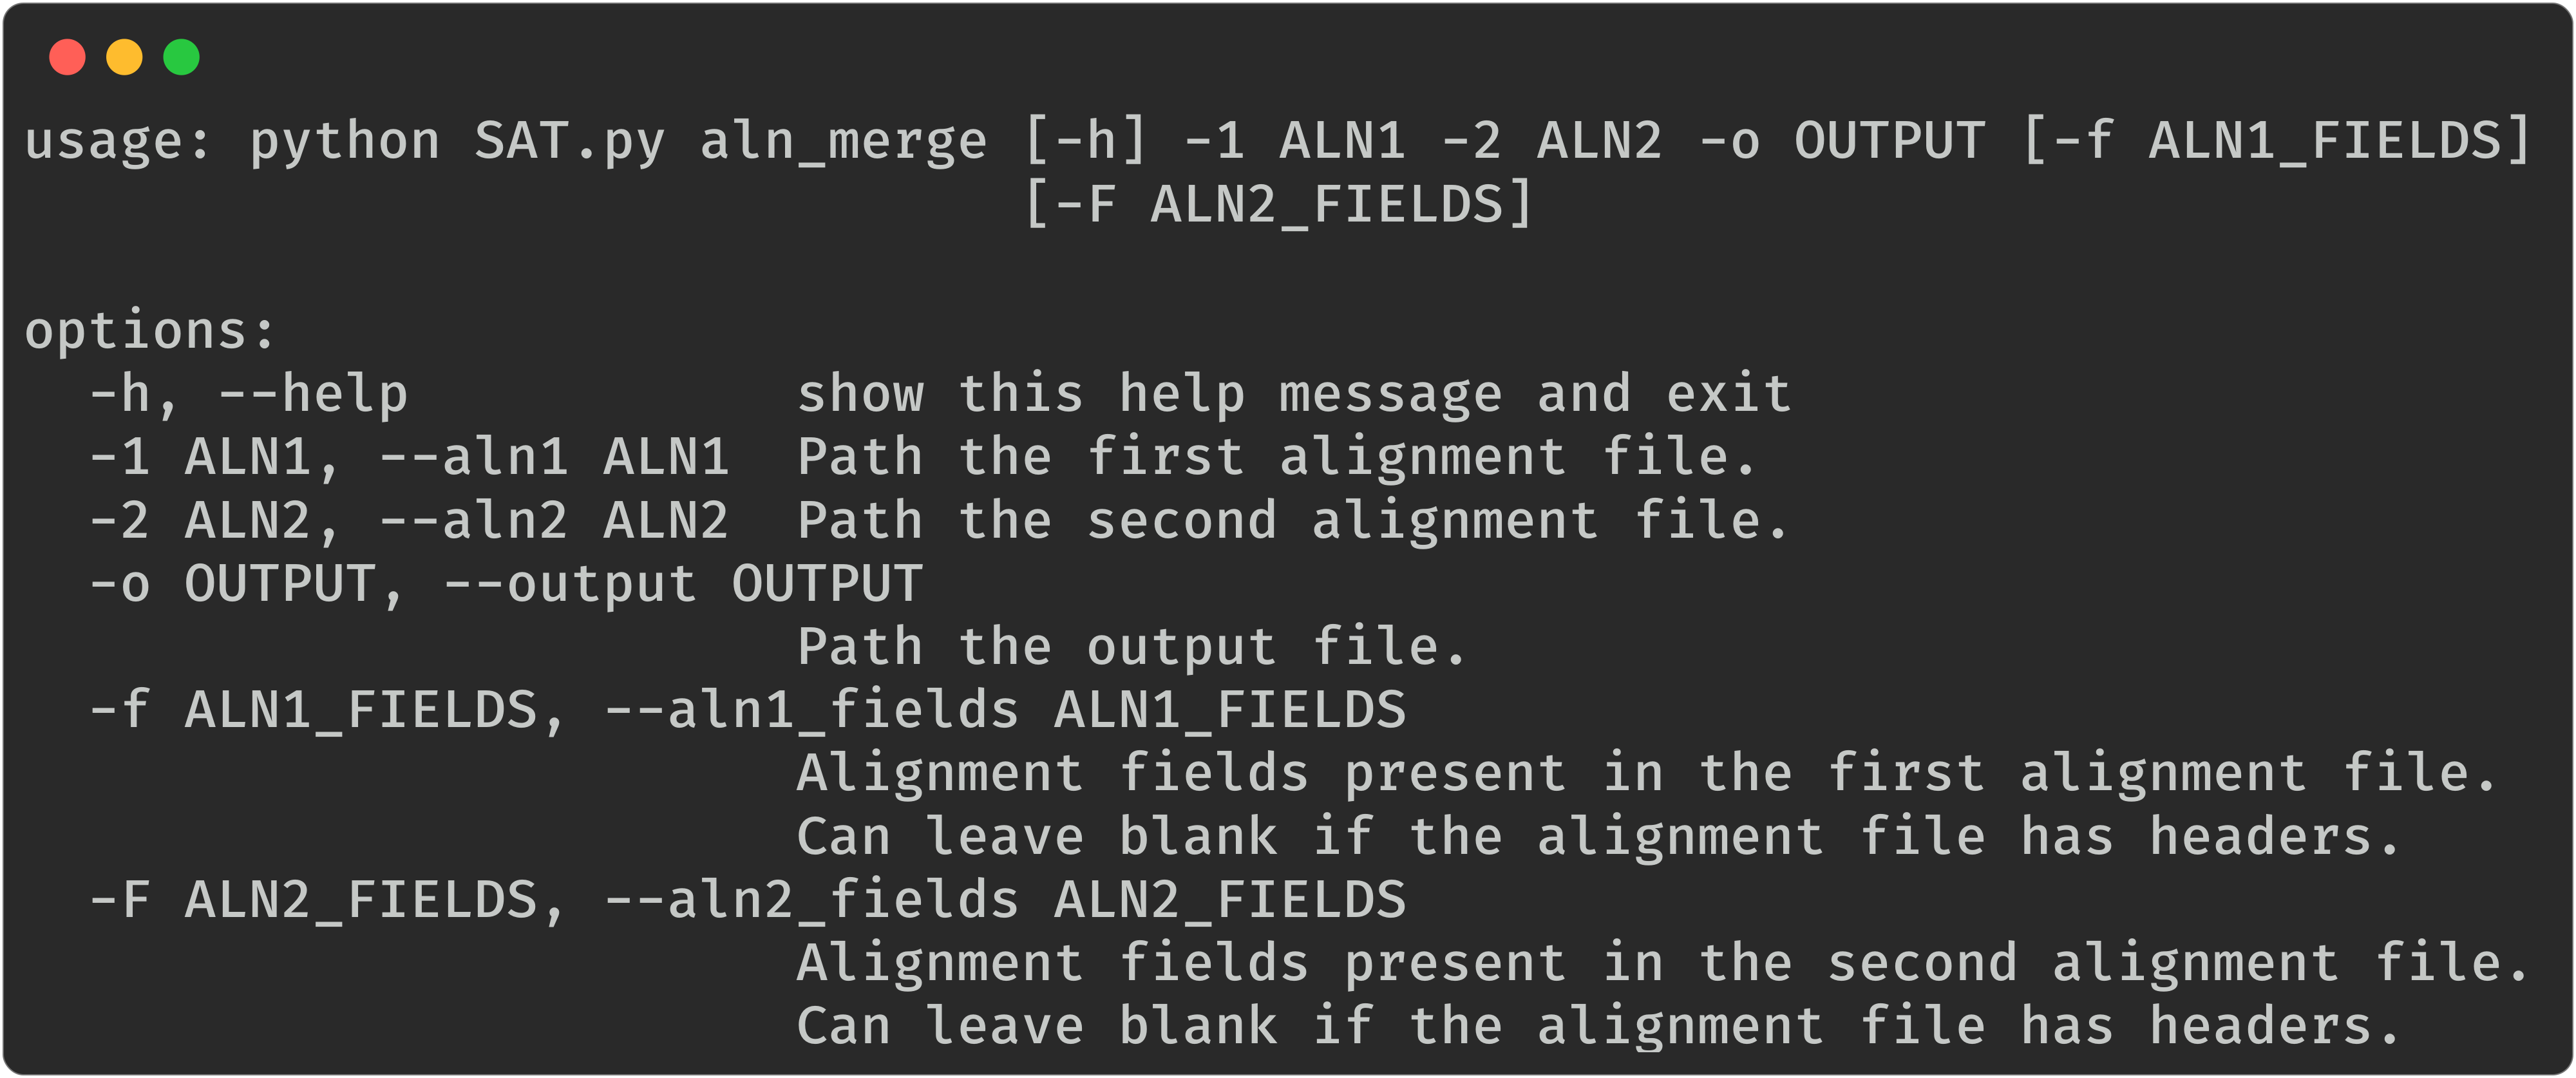 usage: python SAT.py aln_merge [-h] -1 ALN1 -2 ALN2 -o OUTPUT [-f ALN1_FIELDS]
                               [-F ALN2_FIELDS]

options:
  -h, --help            show this help message and exit
  -1 ALN1, --aln1 ALN1  Path the first alignment file.
  -2 ALN2, --aln2 ALN2  Path the second alignment file.
  -o OUTPUT, --output OUTPUT
                        Path the output file.
  -f ALN1_FIELDS, --aln1_fields ALN1_FIELDS
                        Alignment fields present in the first alignment file.
                        Can leave blank if the alignment file has headers.
  -F ALN2_FIELDS, --aln2_fields ALN2_FIELDS
                        Alignment fields present in the second alignment file.
                        Can leave blank if the alignment file has headers.